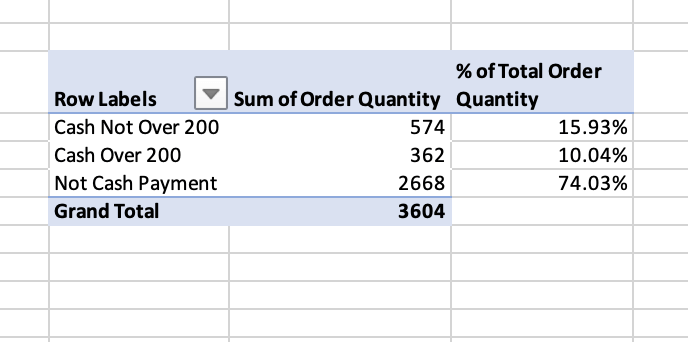 % of Total Order
Row Labels Sum of Order Quantity Quantity
Cash Not Over 200 574 15.93%
Cash Over 200 362 10.04%
Not Cash Payment 2668 74.03%
Grand Total 3604